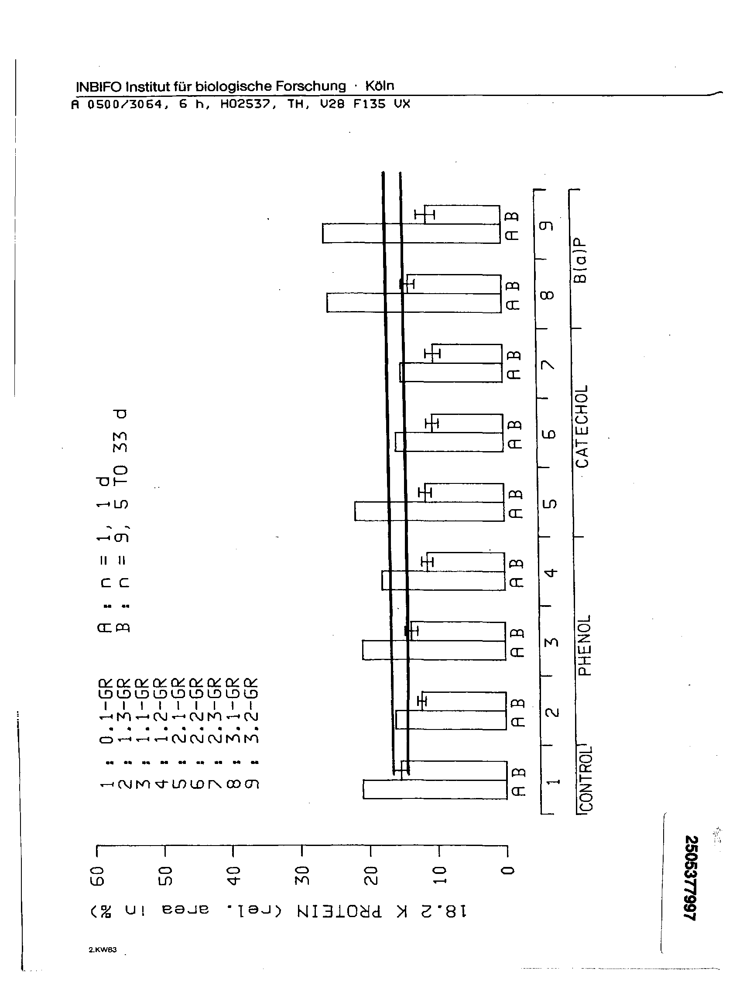 INBIFO Institut für biologische Forschung · Köln
A 0500/3064, 6 h, H02537, TH, V28 F135 VX
1 : 0.1-GR
2 : 1.3-GR
3 : 1.1-GR
4 : 1.2-GR
5 : 2.1-GR
6 : 2.2-GR
7 : 2.3-GR
8 : 3.1-GR
9 : 3.2-GR
A : n = 1, 1 d
B : n = 9, 5 TO 33 d
18.2 K PROTEIN (rel. area in %)
60
50
40
30
20
10
0
A B A B A B A B A B A B A B A B A B
1 2 3 4 5 6 7 8 9
CONTROL PHENOL CATECHOL B(a)P
2.KW83
2505377997